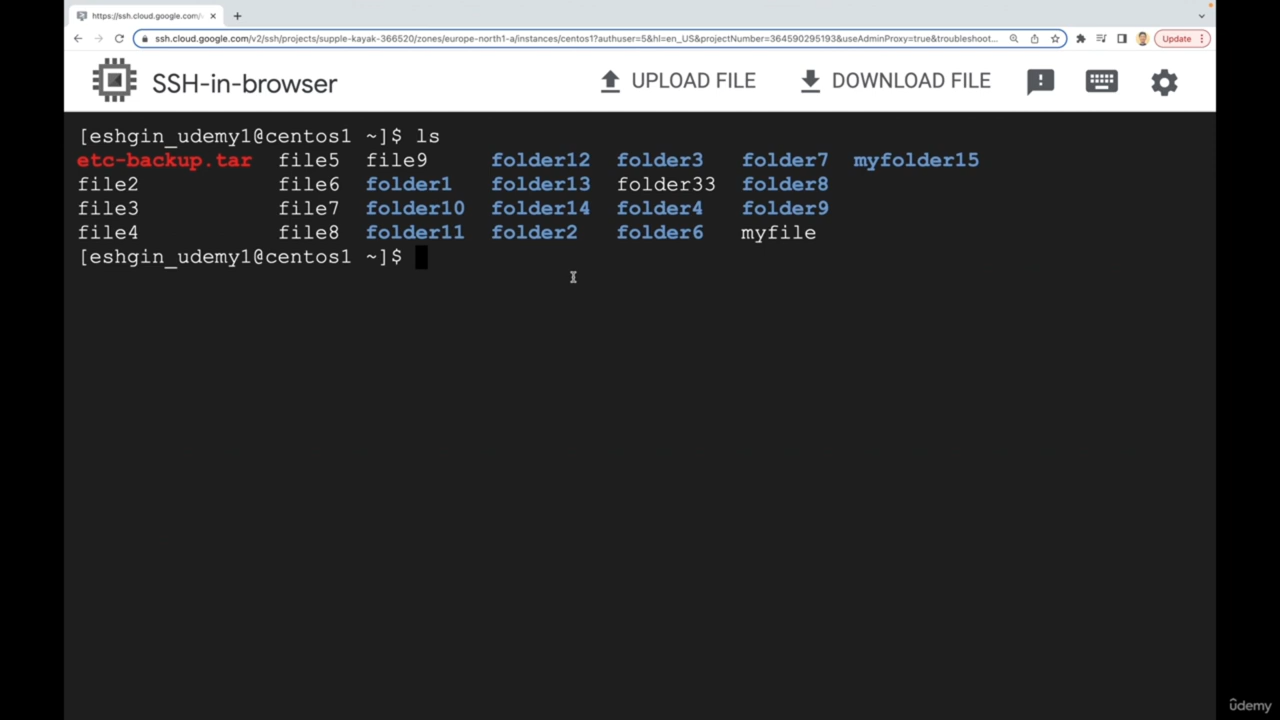 https://ssh.cloud.google.com/v
ssh.cloud.google.com/v2/ssh/projects/supple-kayak-366520/zones/europe-north1-a/instances/centos1?authuser=5&hl=en_US&projectNumber=364590295193&useAdminProxy=true&troubleshoot...
Update
SSH-in-browser
UPLOAD FILE
DOWNLOAD FILE
[eshgin_udemy1@centos1 ~]$ ls
etc-backup.tar file5 file9 folder12 folder3 folder7 myfolder15
file2 file6 folder1 folder13 folder33 folder8
file3 file7 folder10 folder14 folder4 folder9
file4 file8 folder11 folder2 folder6 myfile
[eshgin_udemy1@centos1 ~]$
ûdemy